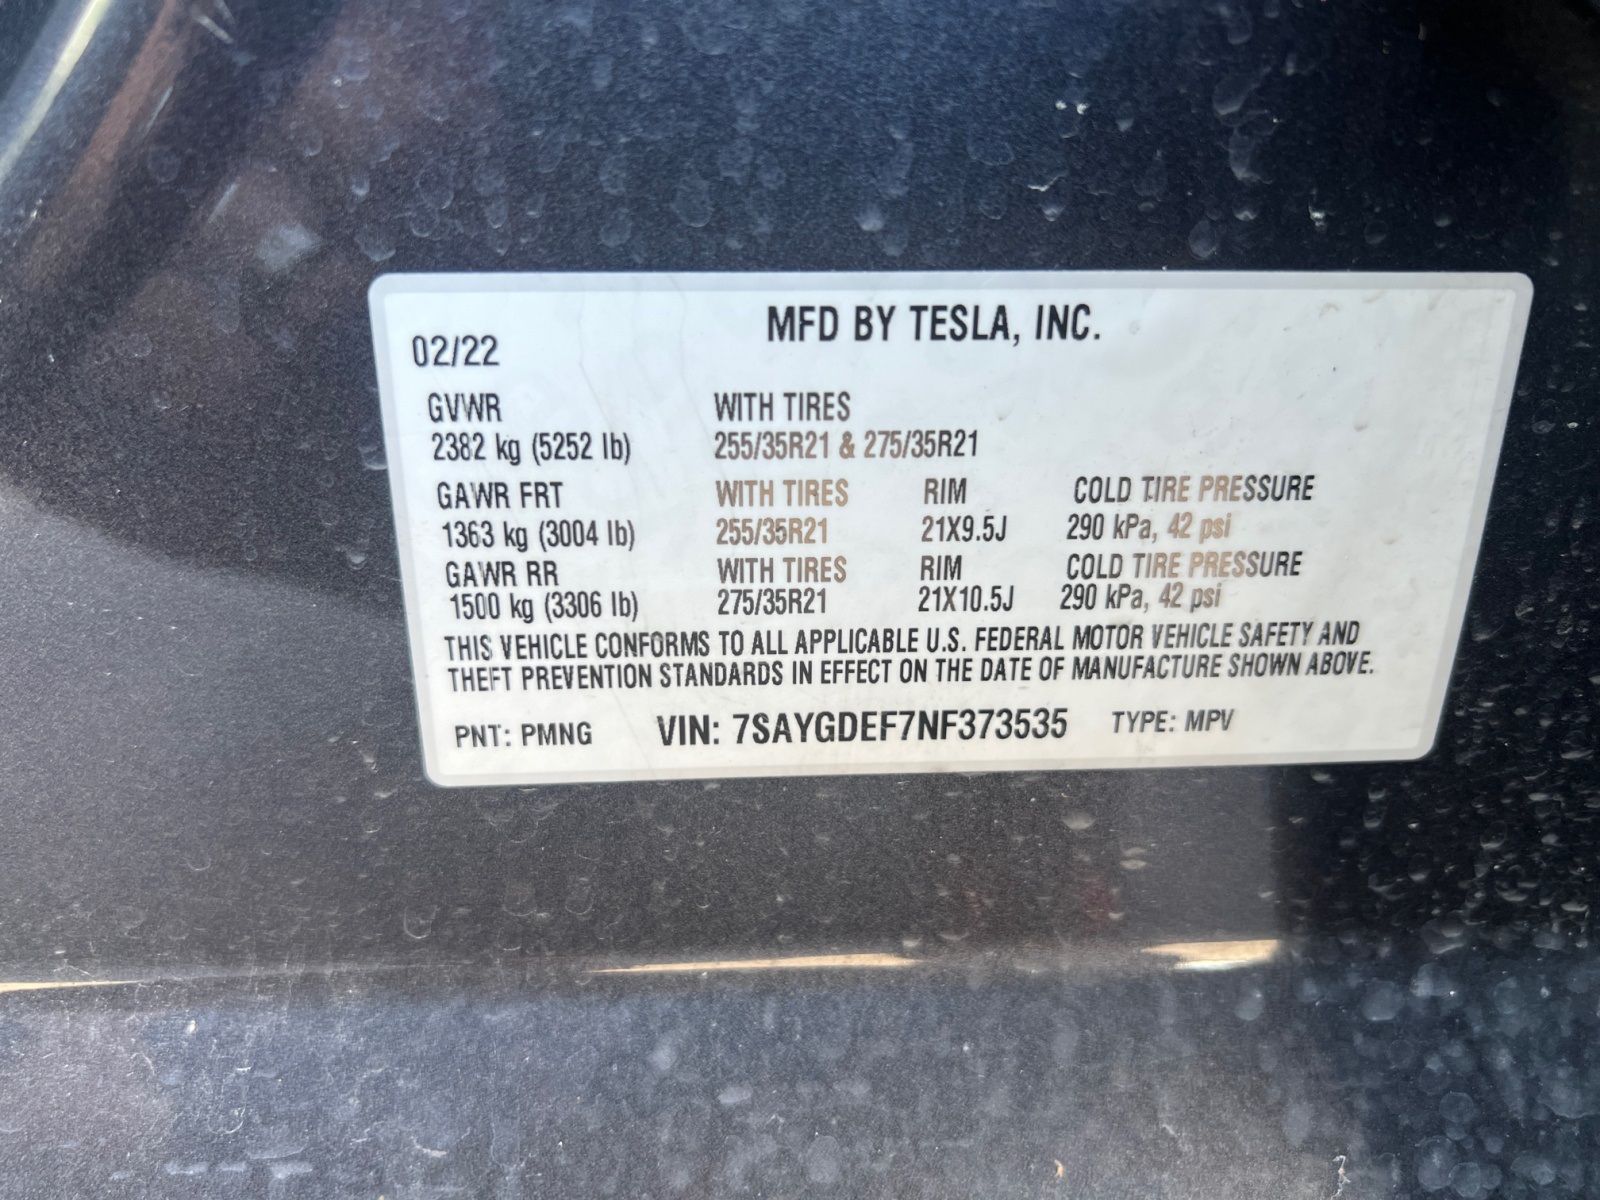 MFD BY TESLA, INC.
02/22
GVWR WITH TIRES
2382 kg (5252 lb) 255/35R21 & 275/35R21
GAWR FRT WITH TIRES RIM COLD TIRE PRESSURE
1363 kg (3004 lb) 255/35R21 21X9.5J 290 kPa, 42 psi
GAWR RR WITH TIRES RIM COLD TIRE PRESSURE
1500 kg (3306 lb) 275/35R21 21X10.5J 290 kPa, 42 psi
THIS VEHICLE CONFORMS TO ALL APPLICABLE U.S. FEDERAL MOTOR VEHICLE SAFETY AND
THEFT PREVENTION STANDARDS IN EFFECT ON THE DATE OF MANUFACTURE SHOWN ABOVE.
PNT: PMNG VIN: 7SAYGDEF7NF373535 TYPE: MPV